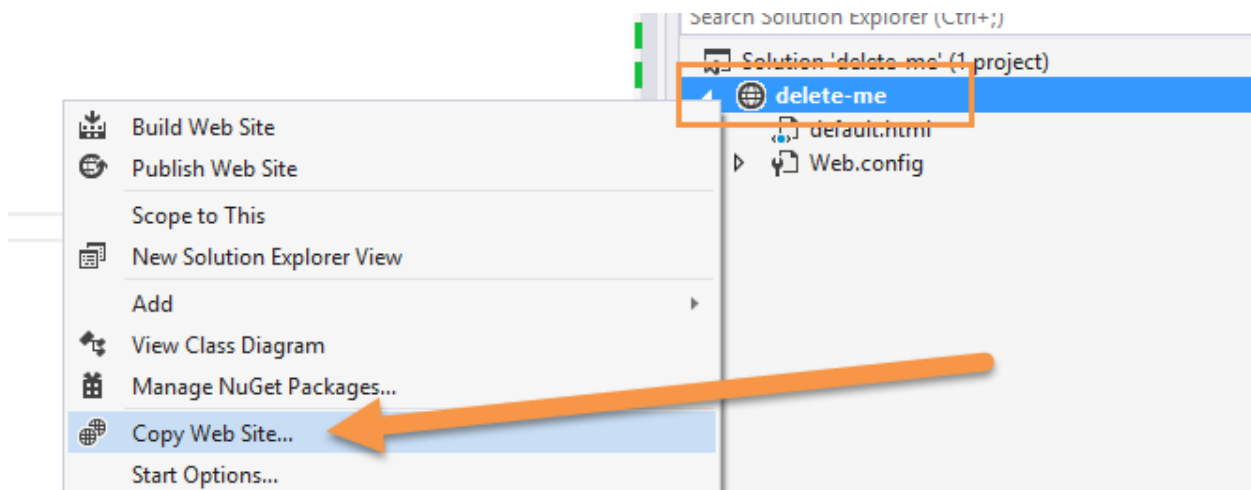 Search Solution Explorer (Ctrl+;)
Solution 'delete-me' (1 project)
delete-me
default.html
Web.config
Build Web Site
Publish Web Site
Scope to This
New Solution Explorer View
Add
View Class Diagram
Manage NuGet Packages...
Copy Web Site...
Start Options...